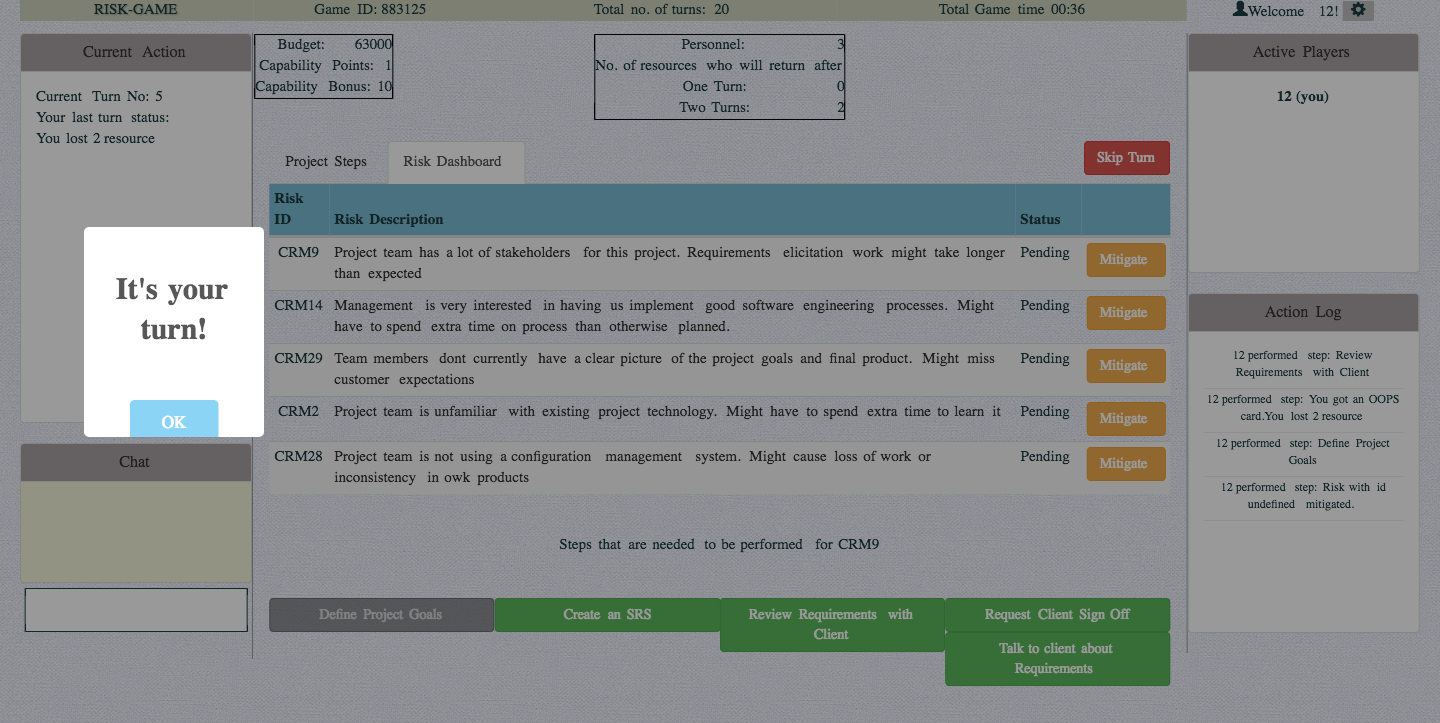 RISK-GAME Game ID: 883125 Total no. of turns: 20 Total Game time 00:36 Welcome 12!
Current Action
Current Turn No: 5
Your last turn status:
You lost 2 resource
Budget: 63000
Capability Points: 1
Capability Bonus: 10
Personnel: 3
No. of resources who will return after
One Turn: 0
Two Turns: 2
Active Players
12 (you)
Project Steps Risk Dashboard Skip Turn
Risk
ID Risk Description Status
CRM9 Project team has a lot of stakeholders for this project. Requirements elicitation work might take longer Pending Mitigate
than expected
CRM14 Management is very interested in having us implement good software engineering processes. Might Pending Mitigate
have to spend extra time on process than otherwise planned.
CRM29 Team members dont currently have a clear picture of the project goals and final product. Might miss Pending Mitigate
customer expectations
CRM2 Project team is unfamiliar with existing project technology. Might have to spend extra time to learn it Pending Mitigate
CRM28 Project team is not using a configuration management system. Might cause loss of work or Pending Mitigate
inconsistency in owk products
It's your
turn!
OK
Chat
Action Log
12 performed step: Review
Requirements with Client
12 performed step: You got an OOPS
card.You lost 2 resource
12 performed step: Define Project
Goals
12 performed step: Risk with id
undefined mitigated.
Steps that are needed to be performed for CRM9
Define Project Goals Create an SRS Review Requirements with Request Client Sign Off
Client
Talk to client about
Requirements